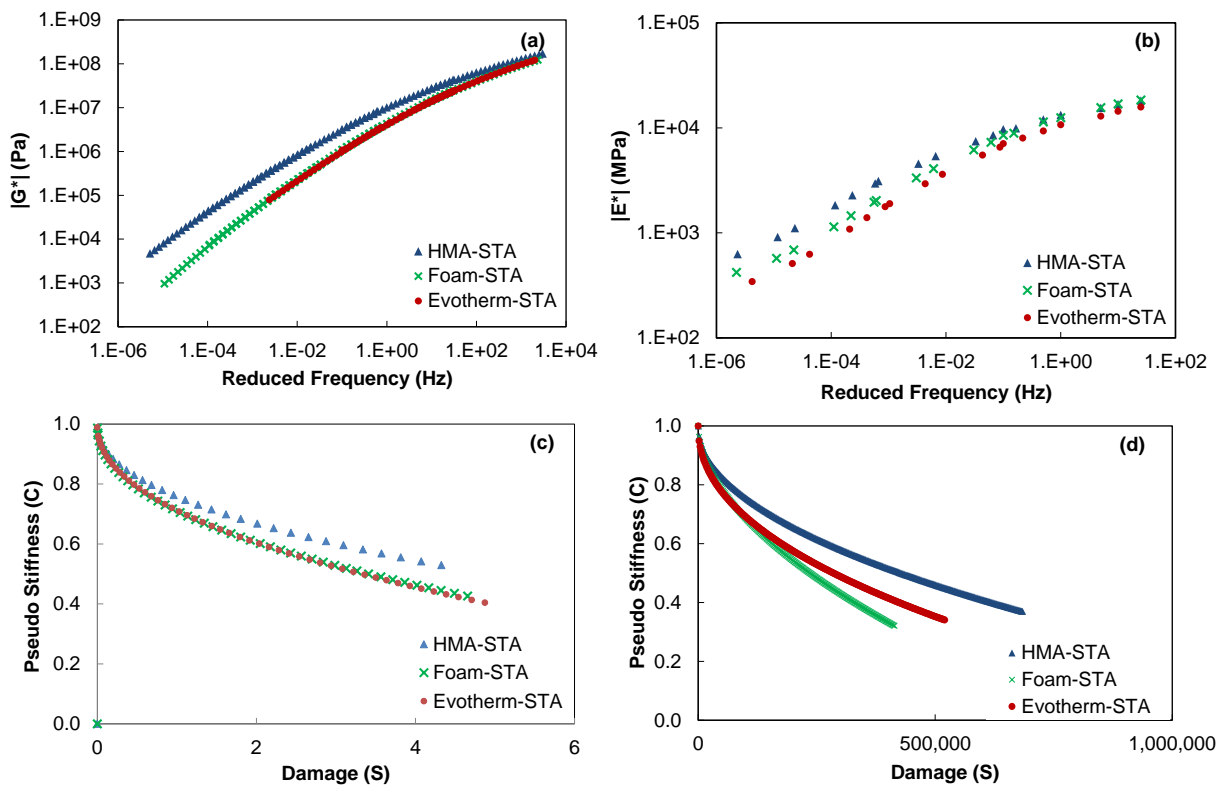 (a)
1.E+09
1.E+08
1.E+07
1.E+06
1.E+05
1.E+04
1.E+03
1.E+02
|G*| (Pa)
HMA-STA
Foam-STA
Evotherm-STA
1.E-06 1.E-04 1.E-02 1.E+00 1.E+02 1.E+04
Reduced Frequency (Hz)
(b)
1.E+05
1.E+04
1.E+03
1.E+02
|E*| (MPa)
HMA-STA
Foam-STA
Evotherm-STA
1.E-06 1.E-04 1.E-02 1.E+00 1.E+02
Reduced Frequency (Hz)
(c)
1.0
0.8
0.6
0.4
0.2
0.0
Pseudo Stiffness (C)
HMA-STA
Foam-STA
Evotherm-STA
0 2 4 6
Damage (S)
(d)
1.0
0.8
0.6
0.4
0.2
0.0
Pseudo Stiffness (C)
HMA-STA
Foam-STA
Evotherm-STA
0 500,000 1,000,000
Damage (S)